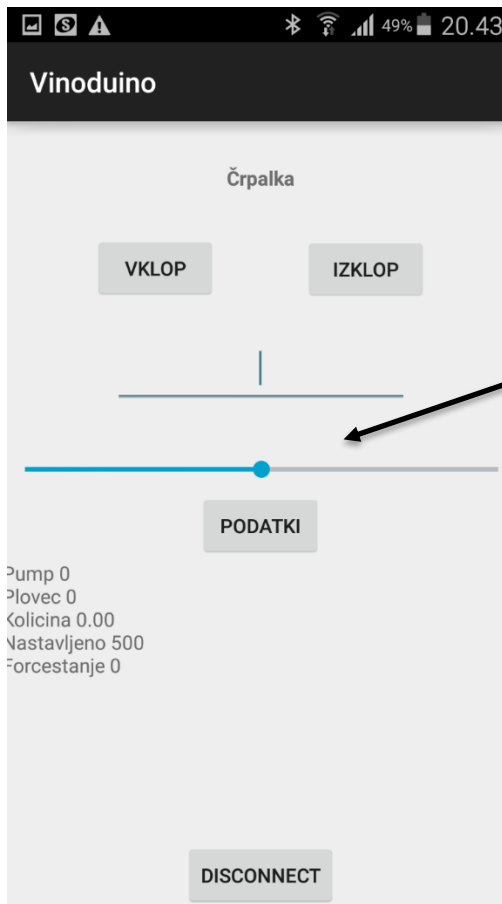 49% 20.43
Vinoduino
Črpalka
VKLOP IZKLOP
PODATKI
Pump 0
Plovec 0
Kolicina 0.00
Nastavljeno 500
Forcestanje 0
DISCONNECT